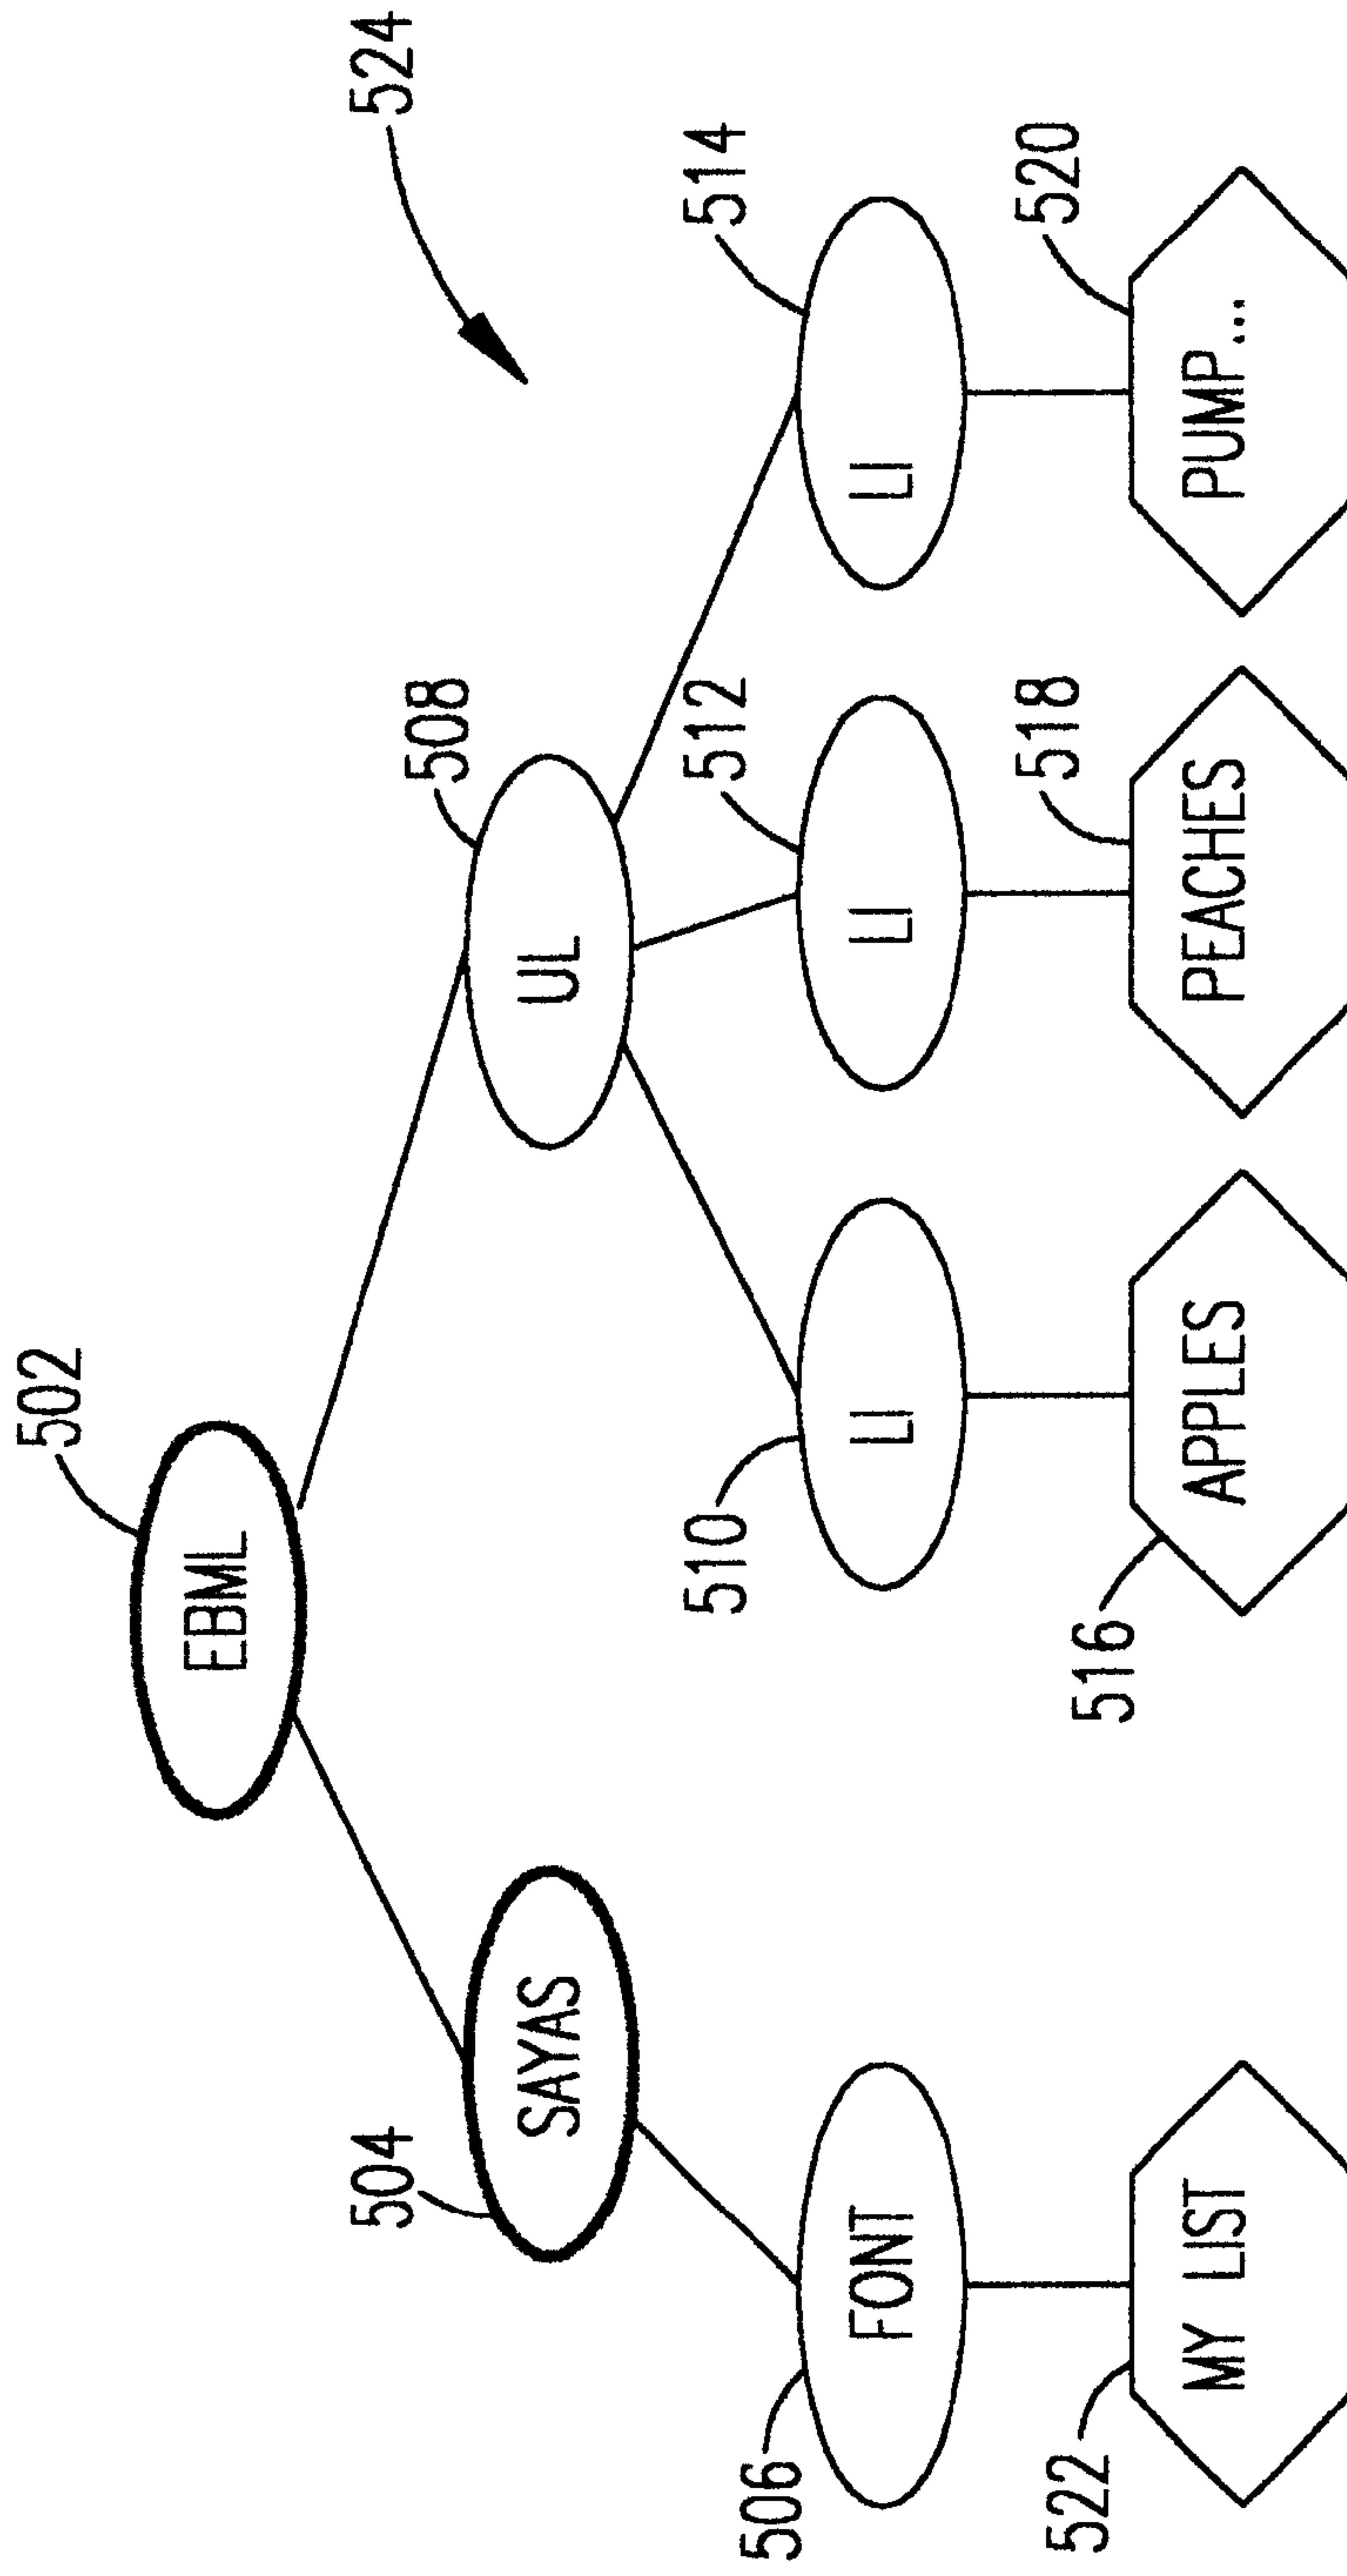 502
EBML
524
504
SAYAS
508
UL
506
FONT
510
LI
512
LI
514
LI
522
MY LIST
516
APPLES
518
PEACHES
520
PUMP...